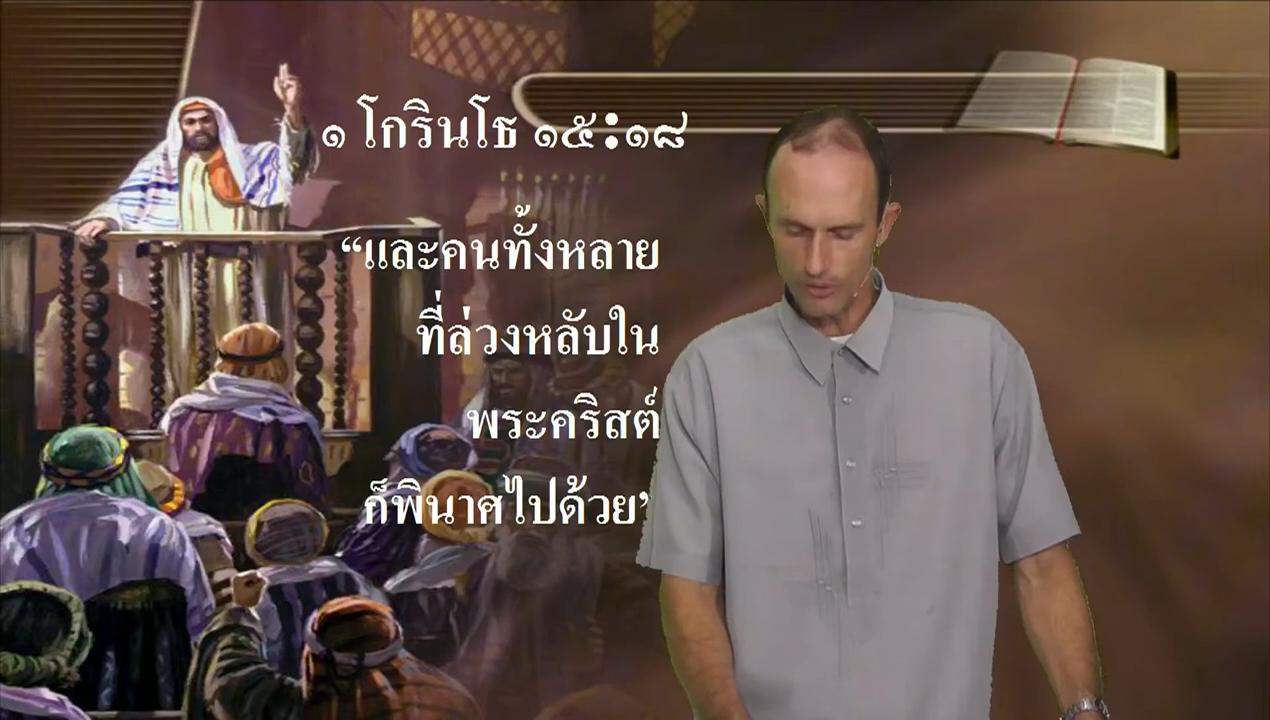 ๑ โกรินโธ ๑๕:๑๘
“และคนทั้งหลาย
ที่ล่วงหลับใน
พระคริสต์
ก็พินาศไปด้วย”